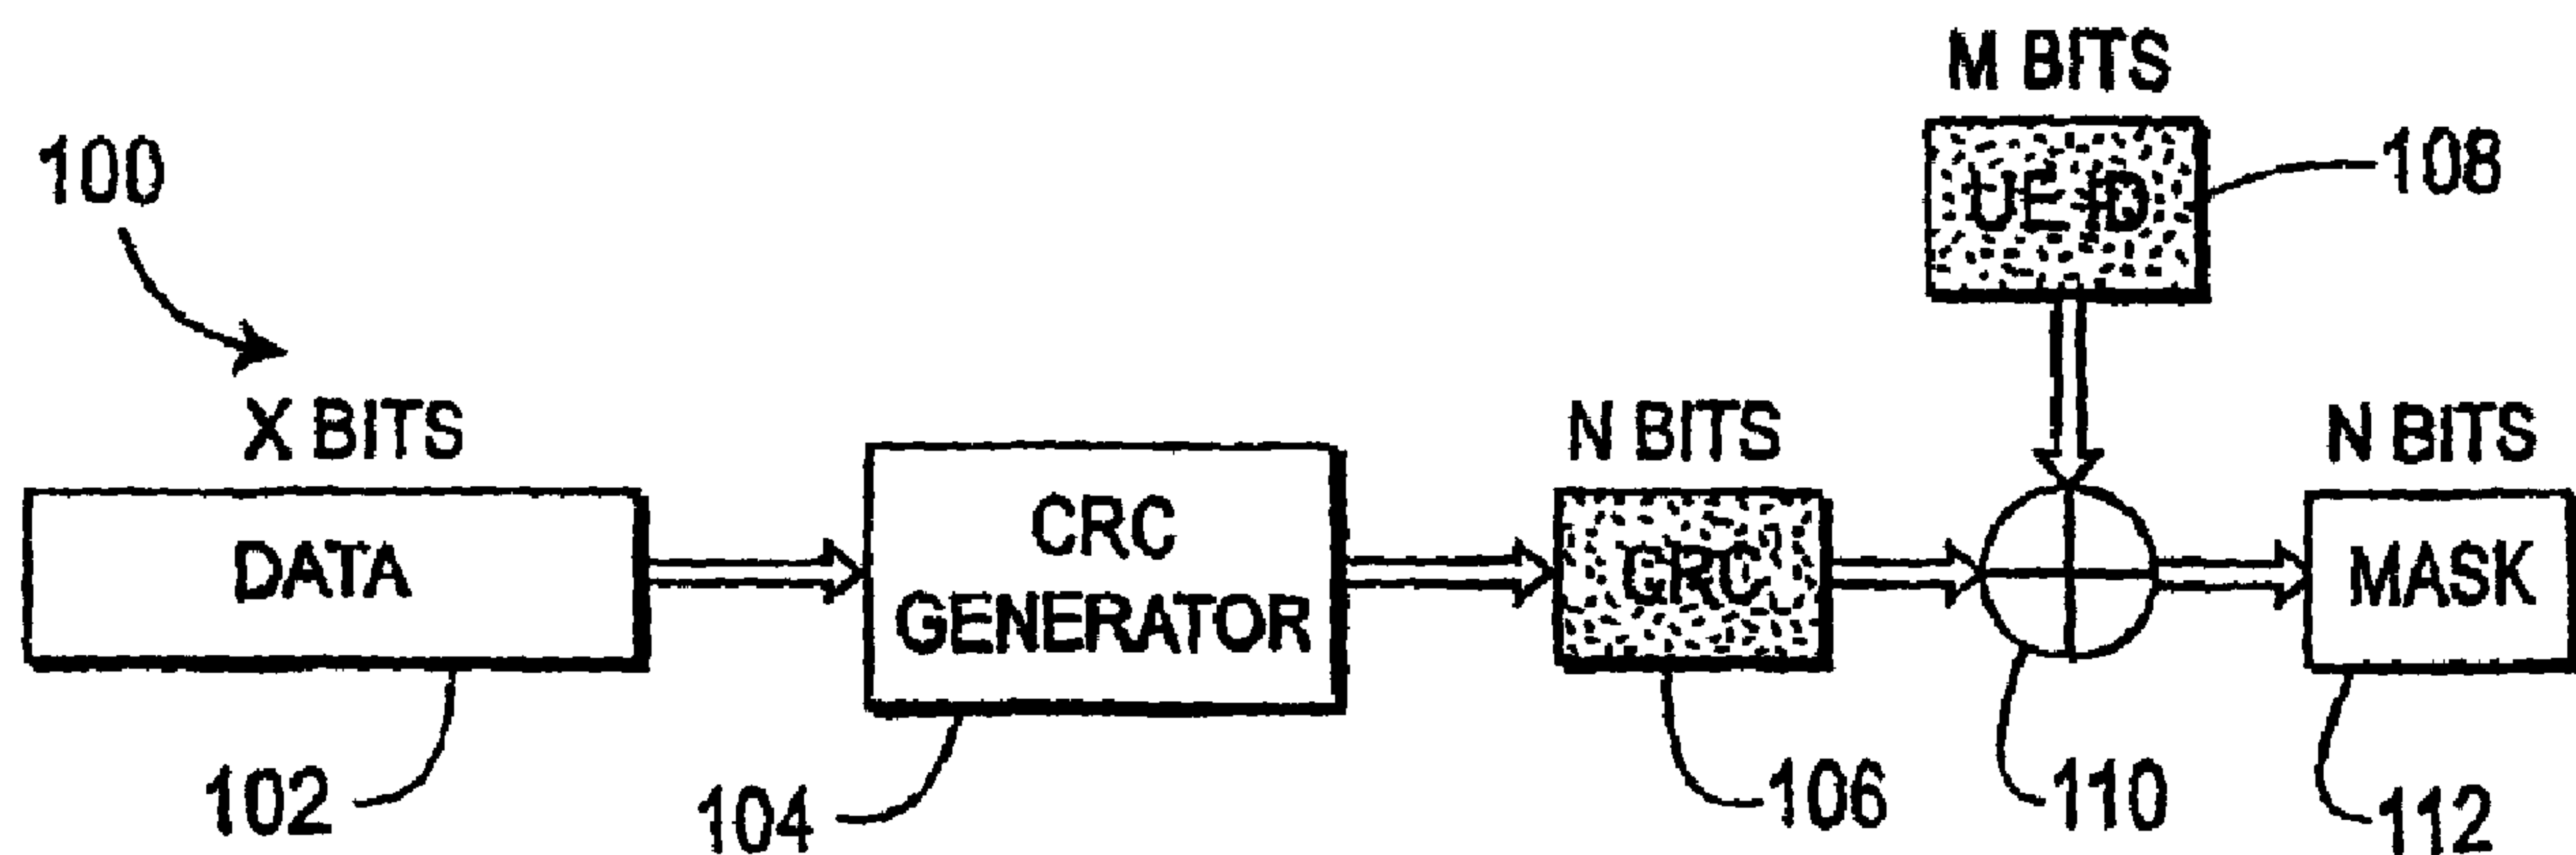 M BITS
100
UE ID
108
X BITS
N BITS
N BITS
DATA
CRC
GENERATOR
CRC
MASK
102
104
106
110
112